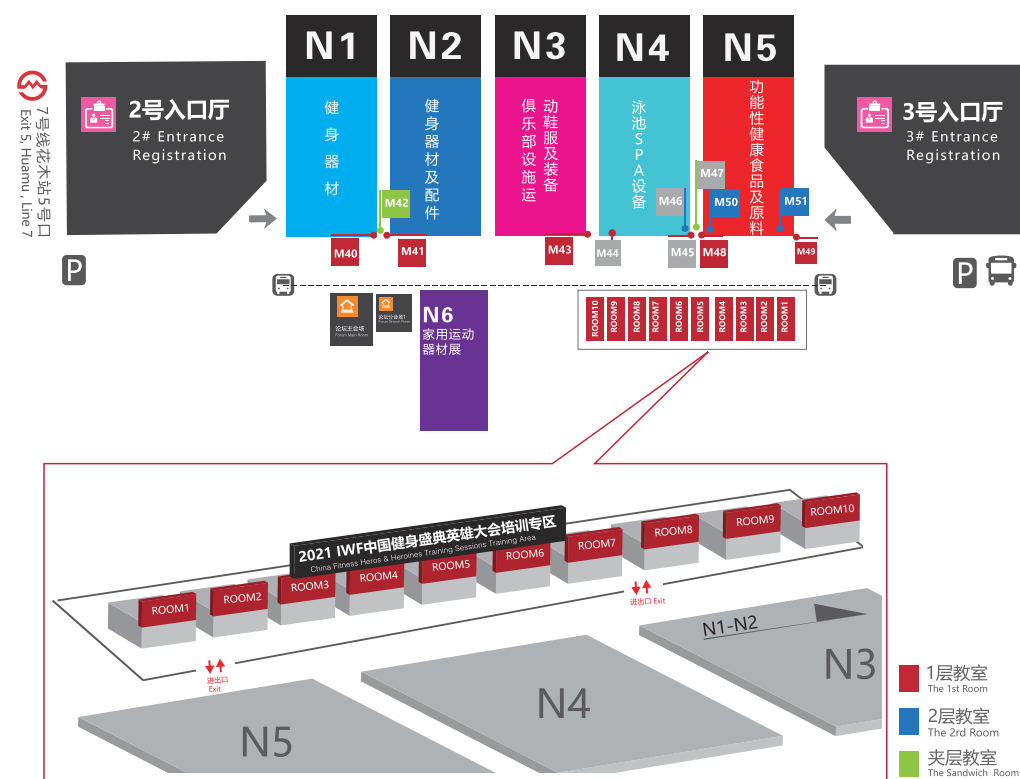 N1
N2
N3
N4
N5
健身器材
健身器材及配件
俱乐部设施运
动鞋服及装备
泳池SPA设备
功能性健康食品及原料
7号线花木站5号口
Exit 5, Huamu , Line 7
2号入口厅
2# Entrance
Registration
3号入口厅
3# Entrance
Registration
M42
M47
M46
M50
M51
M40
M41
M43
M44
M45
M48
M49
P
P
论坛主会场
Forum Main Room
论坛分会场1
N6
家用运动
器材展
ROOM10
ROOM9
ROOM8
ROOM7
ROOM6
ROOM5
ROOM4
ROOM3
ROOM2
ROOM1
2021 IWF中国健身盛典英雄大会培训专区
China Fitness Heros & Heroines Training Sessions Training Area
ROOM1
ROOM2
ROOM3
ROOM4
ROOM5
ROOM6
ROOM7
ROOM8
ROOM9
ROOM10
进出口 Exit
进出口
Exit
N1-N2
N3
N4
N5
1层教室
The 1st Room
2层教室
The 2rd Room
夹层教室
The Sandwich Room